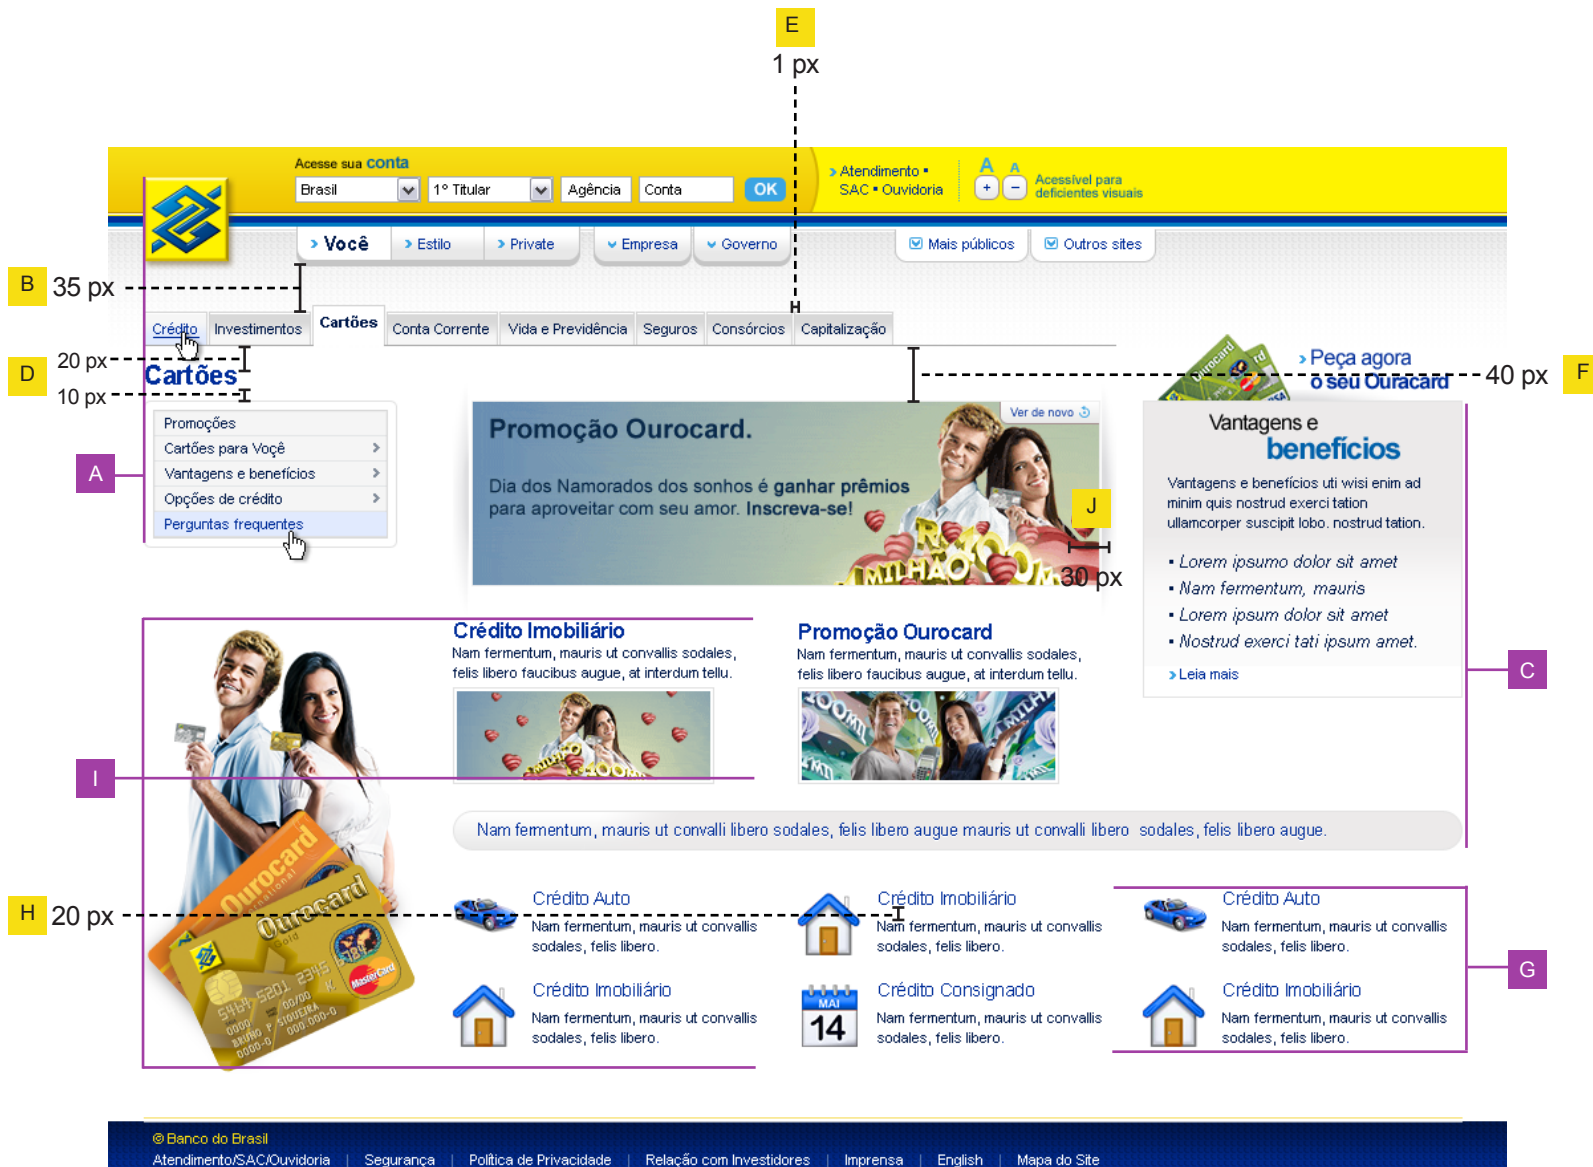 E
1 px
Acesse sua conta
Brasil 1º Titular Agência Conta OK
Atendimento ▪
SAC ▪ Ouvidoria
A A
+ −
Acessível para
deficientes visuais
Você Estilo Private Empresa Governo Mais públicos Outros sites
B 35 px
Crédito Investimentos Cartões Conta Corrente Vida e Previdência Seguros Consórcios Capitalização
D 20 px
Cartões
10 px
F 40 px
Peça agora
o seu Ouracard
Ourocard
Promoções
Cartões para Voçê
Vantagens e benefícios
Opções de crédito
Perguntas frequentes
A
Ver de novo
Promoção Ourocard.
Dia dos Namorados dos sonhos é ganhar prêmios
para aproveitar com seu amor. Inscreva-se!
MILHÃO
J
30 px
Vantagens e
benefícios
Vantagens e benefícios uti wisi enim ad
minim quis nostrud exerci tation
ullamcorper suscipit lobo. nostrud tation.
▪ Lorem ipsumo dolor sit amet
▪ Nam fermentum, mauris
▪ Lorem ipsum dolor sit amet
▪ Nostrud exerci tati ipsum amet.
Leia mais
C
Crédito Imobiliário
Nam fermentum, mauris ut convallis sodales,
felis libero faucibus augue, at interdum tellu.
Promoção Ourocard
Nam fermentum, mauris ut convallis sodales,
felis libero faucibus augue, at interdum tellu.
I
Nam fermentum, mauris ut convalli libero sodales, felis libero augue mauris ut convalli libero sodales, felis libero augue.
Ourocard
Ourocard
Gold
MasterCard
5464 5201 2345 6789
H 20 px
Crédito Auto
Nam fermentum, mauris ut convallis
sodales, felis libero.
Crédito Imobiliário
Nam fermentum, mauris ut convallis
sodales, felis libero.
Crédito Auto
Nam fermentum, mauris ut convallis
sodales, felis libero.
G
Crédito Imobiliário
Nam fermentum, mauris ut convallis
sodales, felis libero.
MAI
14
Crédito Consignado
Nam fermentum, mauris ut convallis
sodales, felis libero.
Crédito Imobiliário
Nam fermentum, mauris ut convallis
sodales, felis libero.
© Banco do Brasil
Atendimento/SAC/Ouvidoria | Segurança | Política de Privacidade | Relação com Investidores | Imprensa | English | Mapa do Site